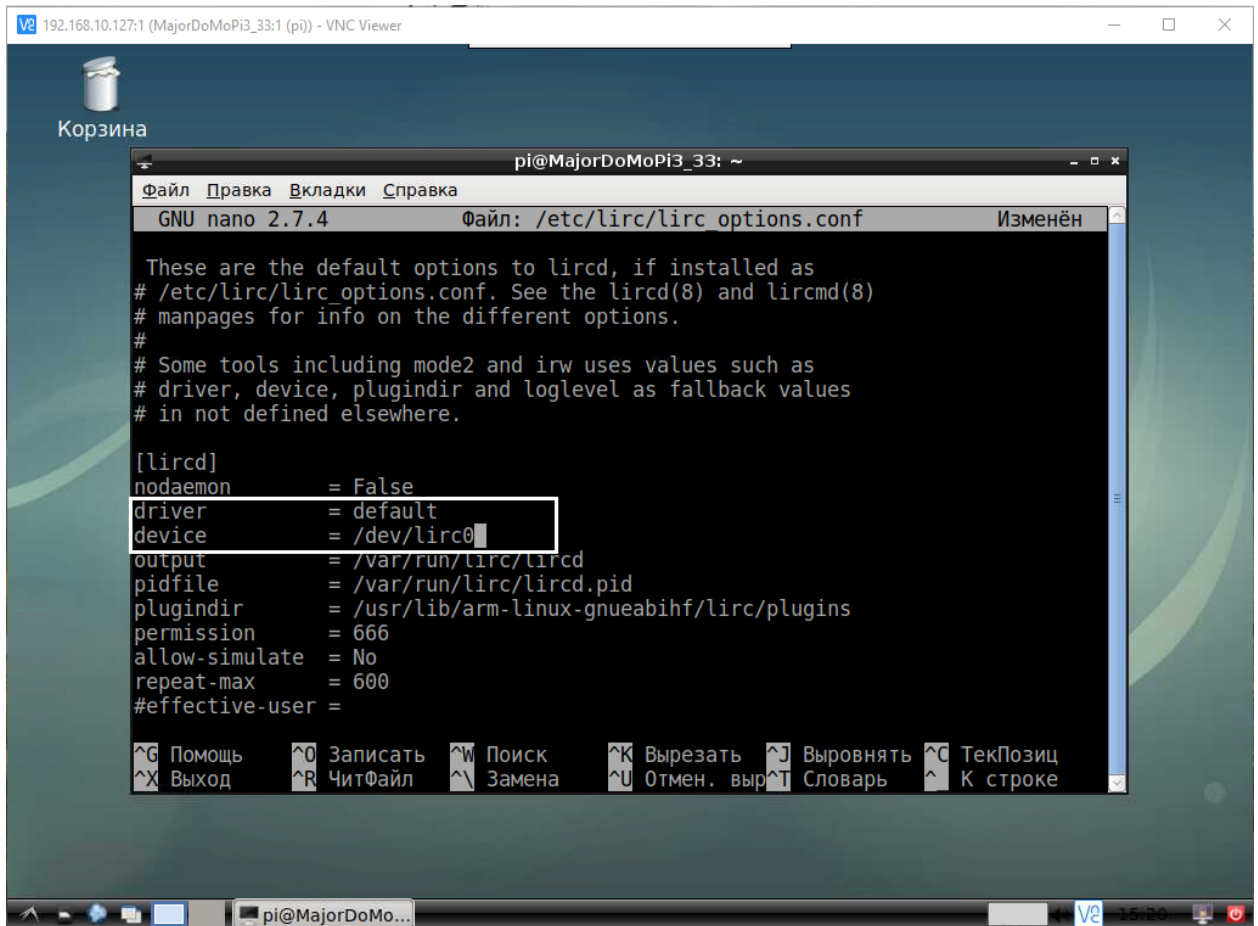 192.168.10.127:1 (MajorDoMoPi3_33:1 (pi)) - VNC Viewer
Корзина
pi@MajorDoMoPi3_33: ~
Файл Правка Вкладки Справка
GNU nano 2.7.4 Файл: /etc/lirc/lirc_options.conf Изменён
These are the default options to lircd, if installed as
# /etc/lirc/lirc_options.conf. See the lircd(8) and lircmd(8)
# manpages for info on the different options.
#
# Some tools including mode2 and irw uses values such as
# driver, device, plugindir and loglevel as fallback values
# in not defined elsewhere.
[lircd]
nodaemon = False
driver = default
device = /dev/lirc0
output = /var/run/lirc/lircd
pidfile = /var/run/lirc/lircd.pid
plugindir = /usr/lib/arm-linux-gnueabihf/lirc/plugins
permission = 666
allow-simulate = No
repeat-max = 600
#effective-user =
^G Помощь ^O Записать ^W Поиск ^K Вырезать ^J Выровнять ^C ТекПозиц
^X Выход ^R ЧитФайл ^\ Замена ^U Отмен. выр^T Словарь ^_ К строке
pi@MajorDoMo... 15:20